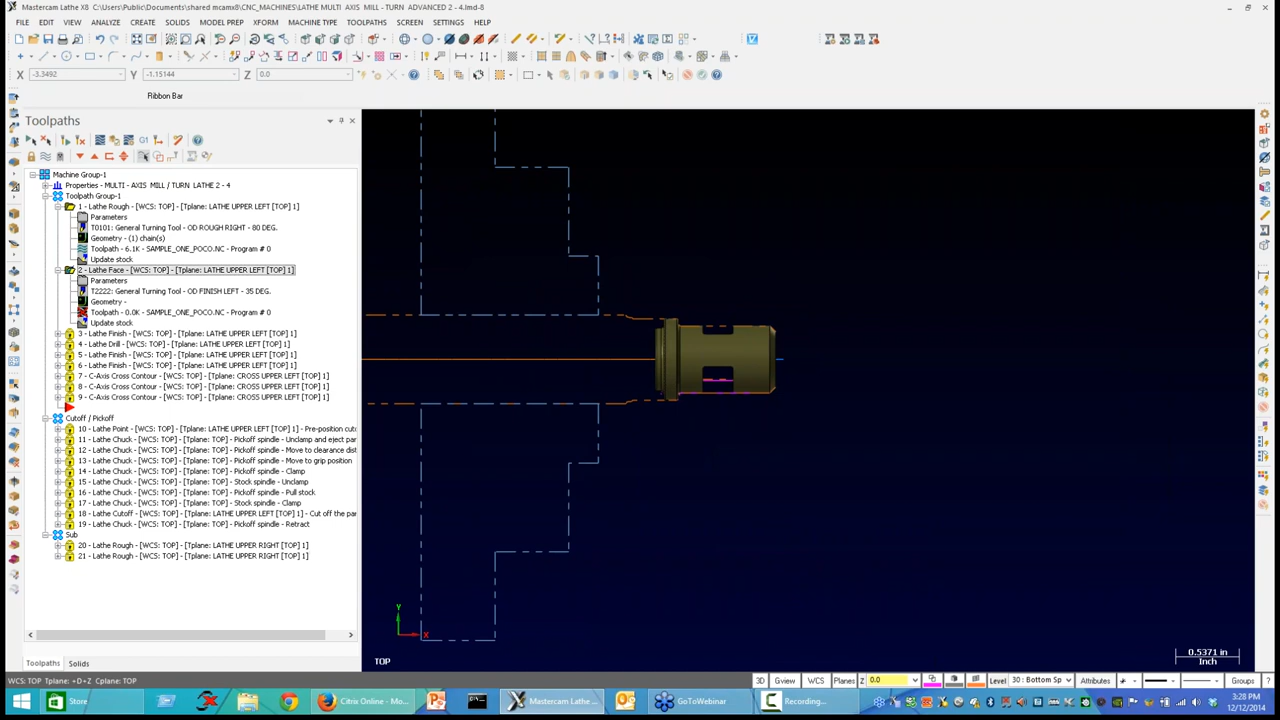 Mastercam Lathe X8 C:\Users\Public\Documents\shared mcamx8\CNC_MACHINES\LATHE MULTI AXIS MILL - TURN ADVANCED 2 - 4.lmd-8
FILE EDIT VIEW ANALYZE CREATE SOLIDS MODEL PREP XFORM MACHINE TYPE TOOLPATHS SCREEN SETTINGS HELP
G1
X -3.3492 Y -1.15144 Z 0.0
Ribbon Bar
Toolpaths
Machine Group-1
Properties - MULTI - AXIS MILL / TURN LATHE 2 - 4
Toolpath Group-1
1 - Lathe Rough - [WCS: TOP] - [Tplane: LATHE UPPER LEFT [TOP] 1]
Parameters
T0101: General Turning Tool - OD ROUGH RIGHT - 80 DEG.
Geometry - (1) chain(s)
Toolpath - 6.1K - SAMPLE_ONE_POCO.NC - Program # 0
Update stock
2 - Lathe Face - [WCS: TOP] - [Tplane: LATHE UPPER LEFT [TOP] 1]
Parameters
T2222: General Turning Tool - OD FINISH LEFT - 35 DEG.
Geometry -
Toolpath - 0.0K - SAMPLE_ONE_POCO.NC - Program # 0
Update stock
3 - Lathe Finish - [WCS: TOP] - [Tplane: LATHE UPPER LEFT [TOP] 1]
4 - Lathe Drill - [WCS: TOP] - [Tplane: LATHE UPPER LEFT [TOP] 1]
5 - Lathe Finish - [WCS: TOP] - [Tplane: LATHE UPPER LEFT [TOP] 1]
6 - Lathe Finish - [WCS: TOP] - [Tplane: LATHE UPPER LEFT [TOP] 1]
7 - C-Axis Cross Contour - [WCS: TOP] - [Tplane: CROSS UPPER LEFT [TOP] 1]
8 - C-Axis Cross Contour - [WCS: TOP] - [Tplane: CROSS UPPER LEFT [TOP] 1]
9 - C-Axis Cross Contour - [WCS: TOP] - [Tplane: CROSS UPPER LEFT [TOP] 1]
Cutoff / Pickoff
10 - Lathe Point - [WCS: TOP] - [Tplane: LATHE UPPER LEFT [TOP] 1] - Pre-position cuto
11 - Lathe Chuck - [WCS: TOP] - [Tplane: TOP] - Pickoff spindle - Unclamp and eject par
12 - Lathe Chuck - [WCS: TOP] - [Tplane: TOP] - Pickoff spindle - Move to clearance dist
13 - Lathe Chuck - [WCS: TOP] - [Tplane: TOP] - Pickoff spindle - Move to grip position
14 - Lathe Chuck - [WCS: TOP] - [Tplane: TOP] - Pickoff spindle - Clamp
15 - Lathe Chuck - [WCS: TOP] - [Tplane: TOP] - Stock spindle - Unclamp
16 - Lathe Chuck - [WCS: TOP] - [Tplane: TOP] - Pickoff spindle - Pull stock
17 - Lathe Chuck - [WCS: TOP] - [Tplane: TOP] - Stock spindle - Clamp
18 - Lathe Cutoff - [WCS: TOP] - [Tplane: LATHE UPPER LEFT [TOP] 1] - Cut off the pa
19 - Lathe Chuck - [WCS: TOP] - [Tplane: TOP] - Pickoff spindle - Retract
Sub
20 - Lathe Rough - [WCS: TOP] - [Tplane: LATHE UPPER RIGHT [TOP] 1]
21 - Lathe Rough - [WCS: TOP] - [Tplane: LATHE UPPER RIGHT [TOP] 1]
Y
X
TOP
0.5371 in
Inch
Toolpaths Solids
WCS: TOP Tplane: +D+Z Cplane: TOP 3D Gview WCS Planes Z 0.0 Level 30 : Bottom Sp Attributes Groups ?
Store Citrix Online - Mo... Mastercam Lathe ... GoToWebinar Recording... 3:28 PM
12/12/2014